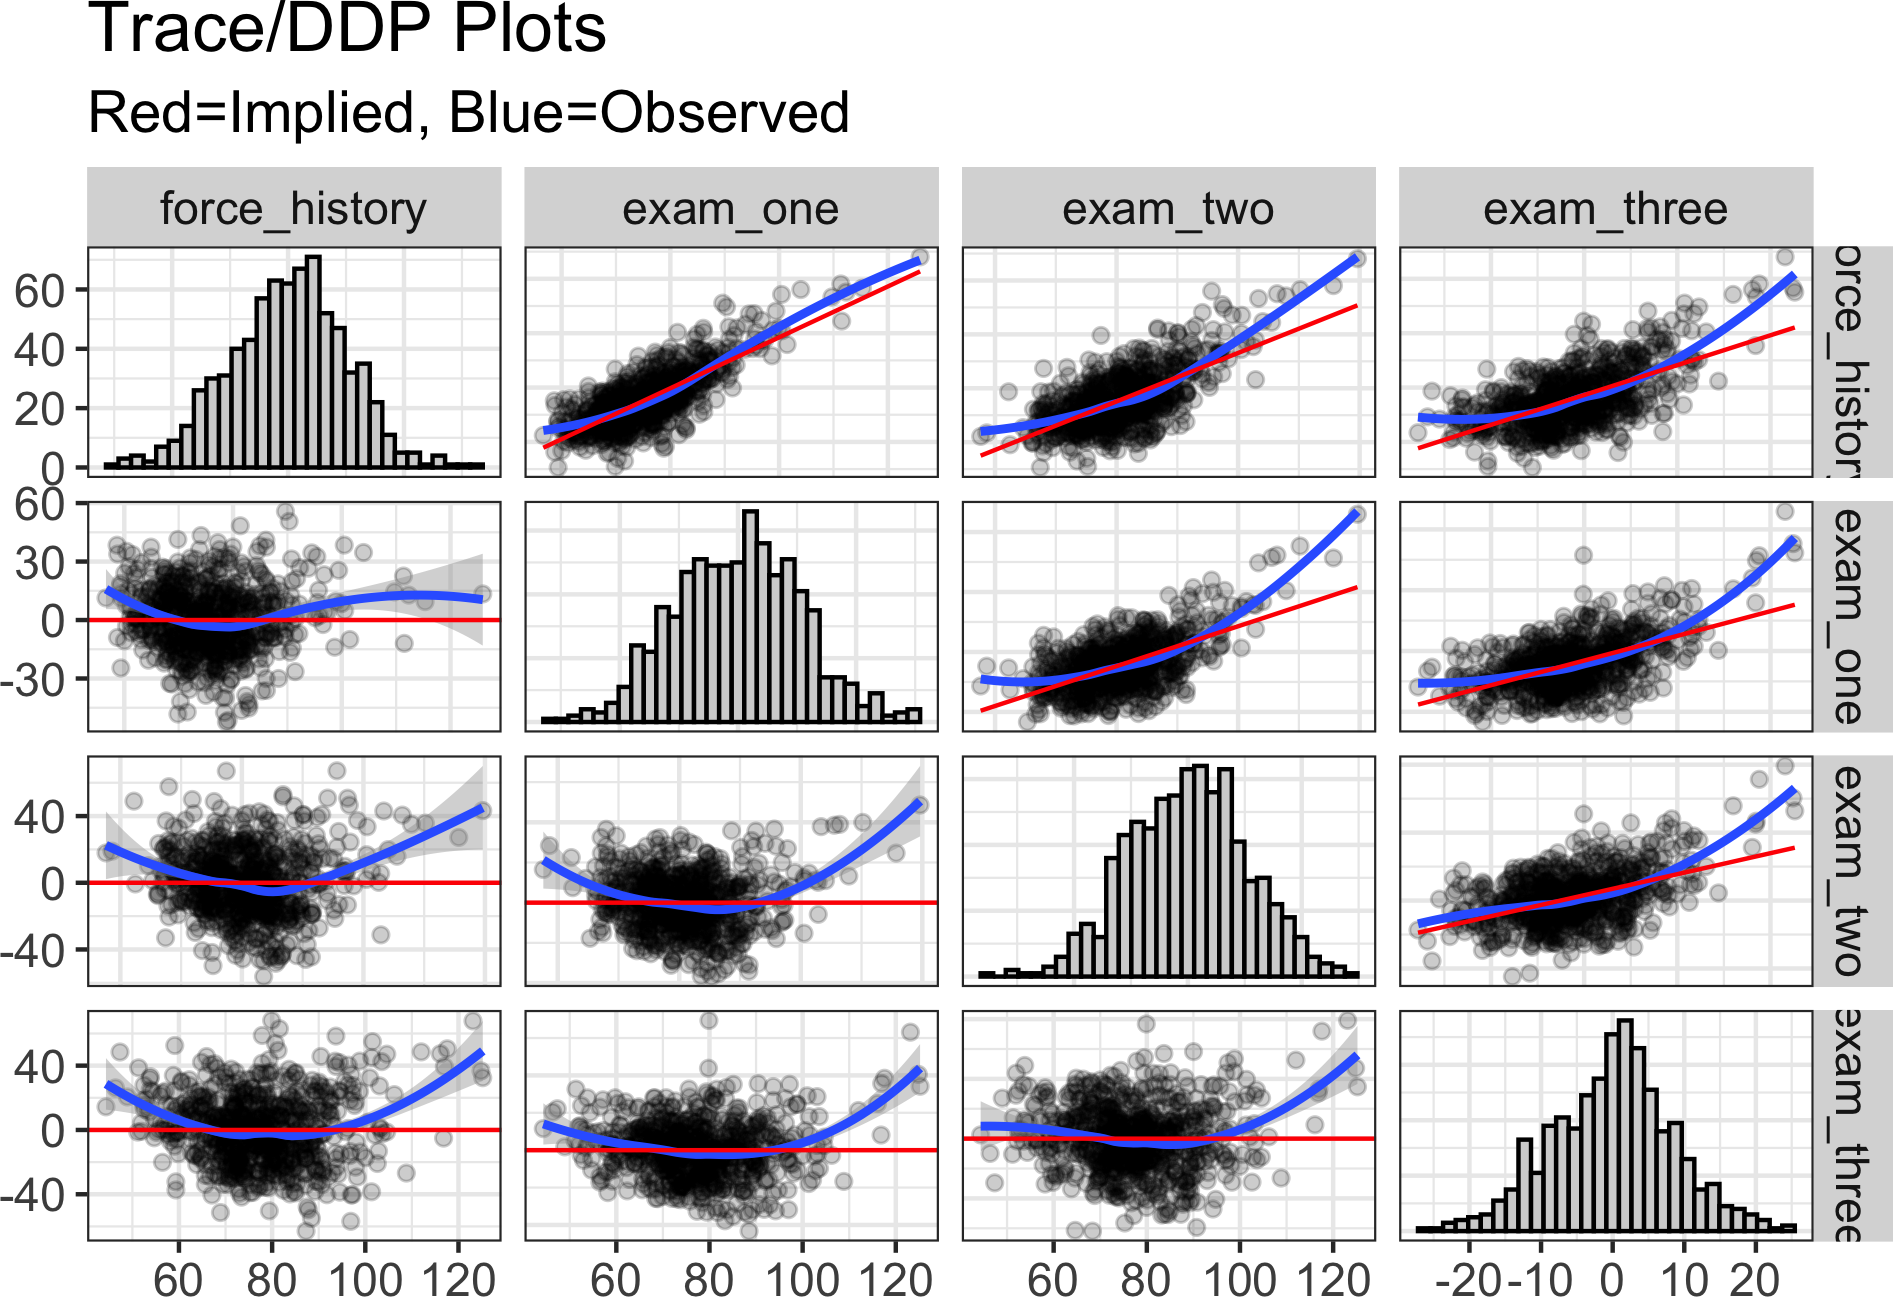 Trace/DDP Plots
Red=Implied, Blue=Observed
force_history exam_one exam_two exam_three
60
40
20
0
orce_history
60
30
0
-30
exam_one
40
0
-40
exam_two
40
0
-40
exam_three
60 80 100 120 60 80 100 120 60 80 100 120 -20 -10 0 10 20